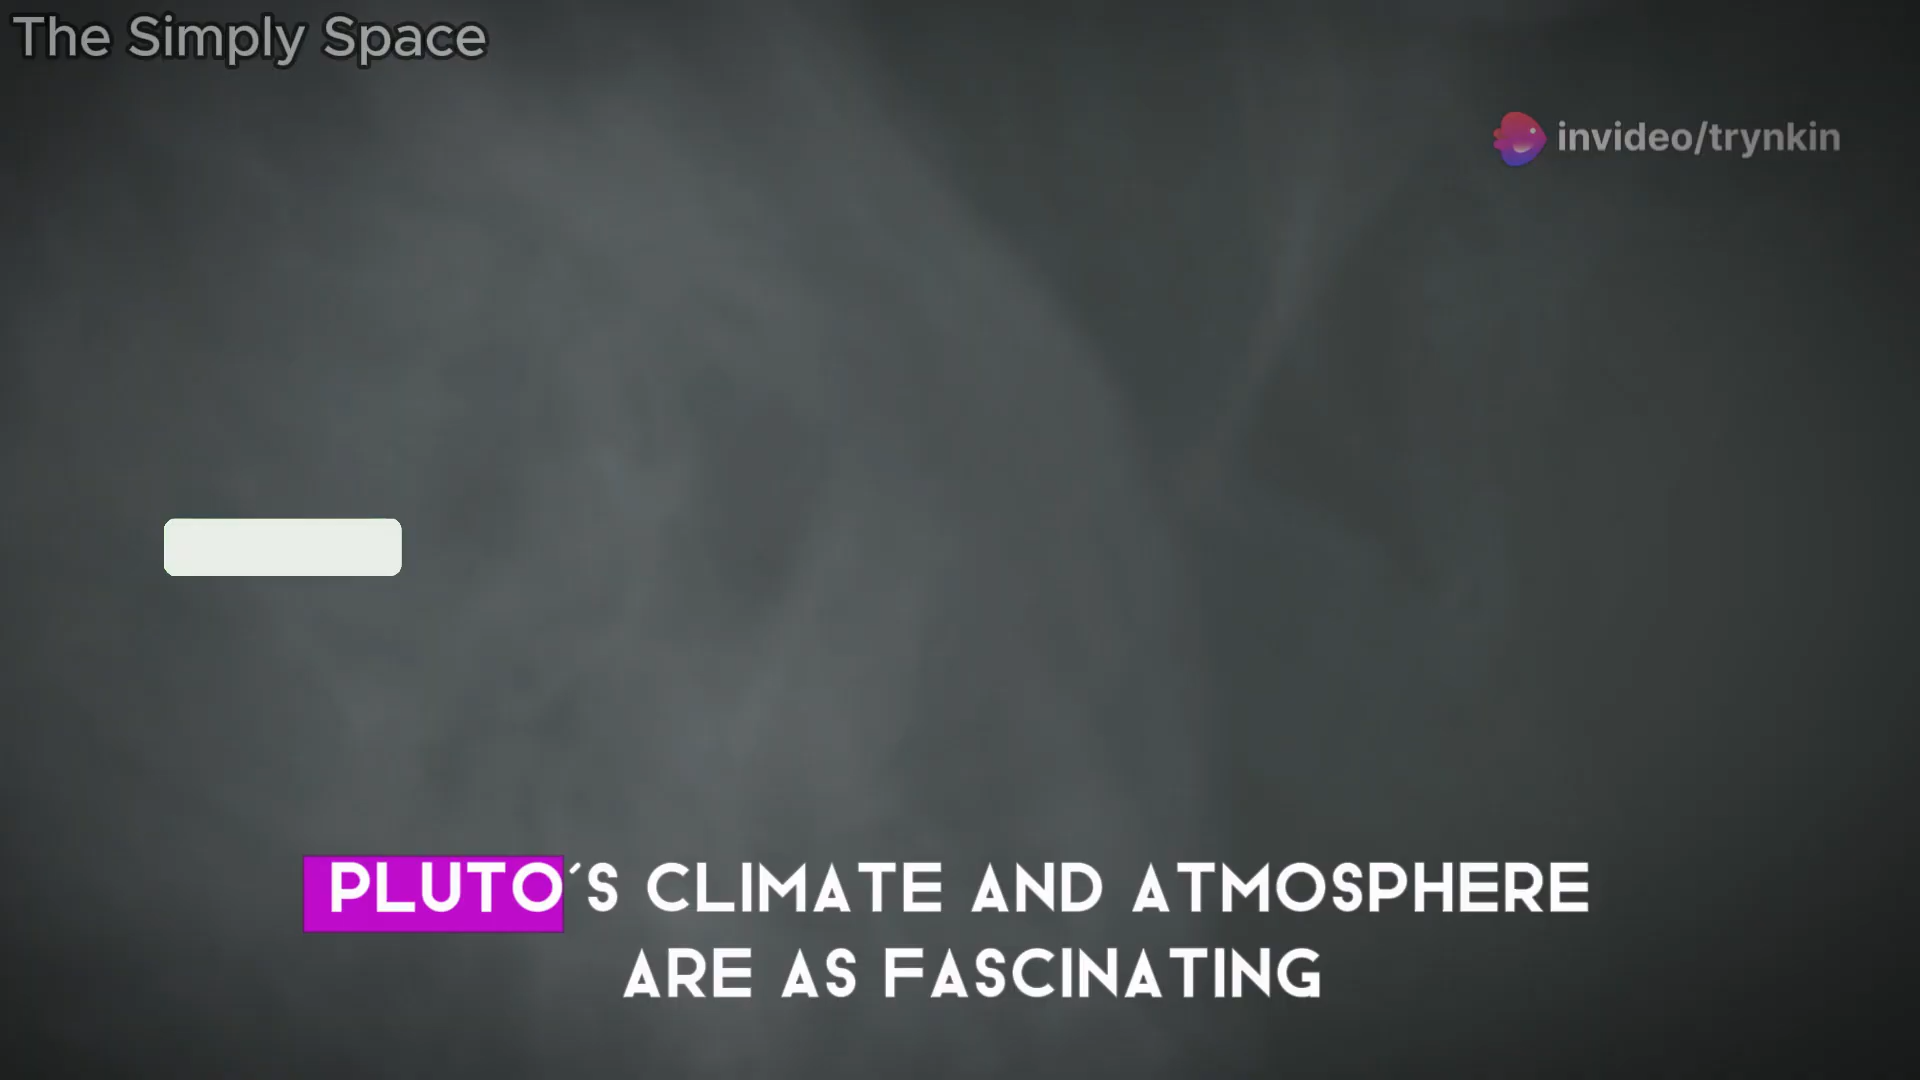 The Simply Space
invideo/trynkin
PLUTO´S CLIMATE AND ATMOSPHERE
ARE AS FASCINATING